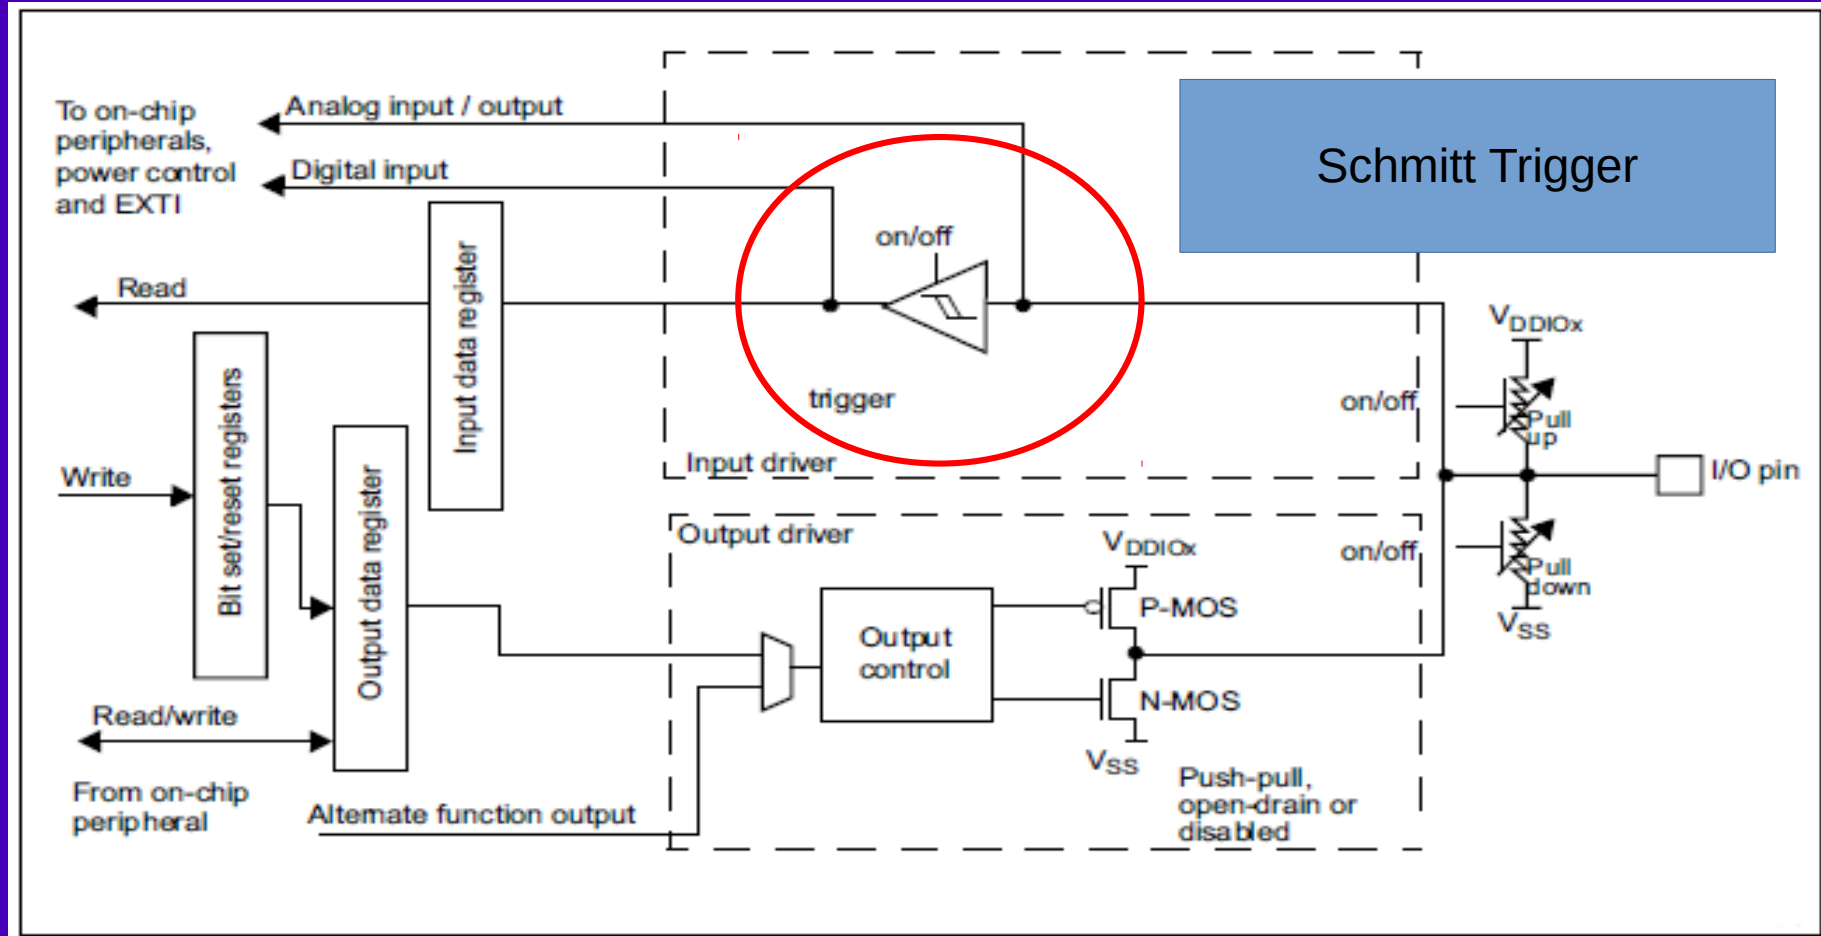 Schmitt Trigger
To on-chip
peripherals,
power control
and EXTI
Analog input / output
Digital input
on/off
Read
Input data register
trigger
Input driver
VDDIOx
on/off
Pull
up
Write
Bit set/reset registers
Output data register
I/O pin
Output driver
VDDIOx
on/off
Pull
down
VSS
P-MOS
Output
control
N-MOS
VSS
Read/write
Push-pull,
open-drain or
disabled
From on-chip
peripheral
Alternate function output